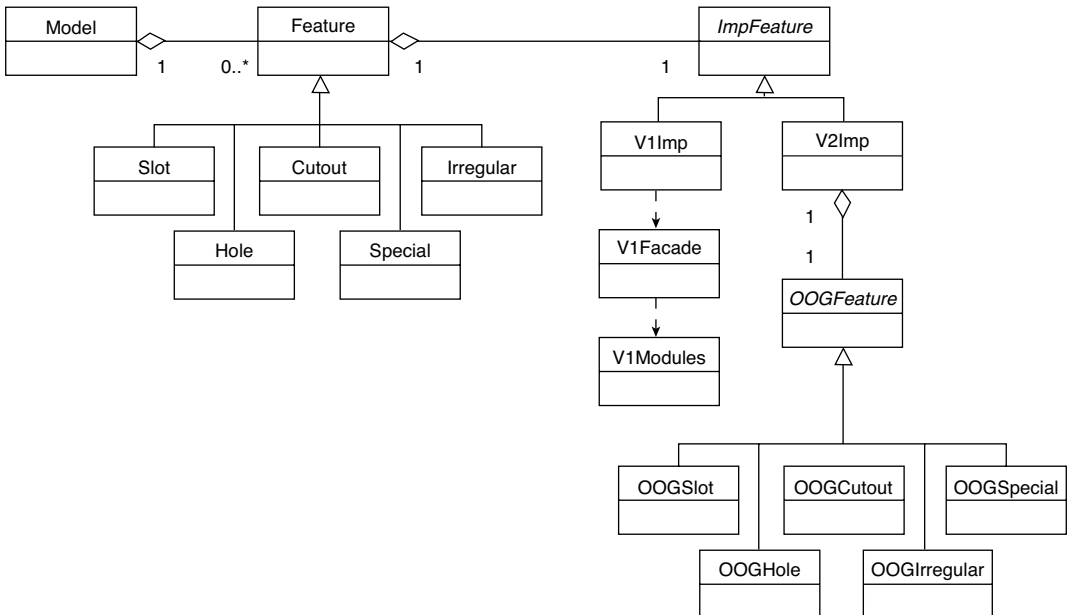 Model
Feature
ImpFeature
1
0..*
1
1
V1Imp
V2Imp
Slot
Cutout
Irregular
1
Hole
Special
V1Facade
1
OOGFeature
V1Modules
OOGSlot
OOGCutout
OOGSpecial
OOGHole
OOGIrregular